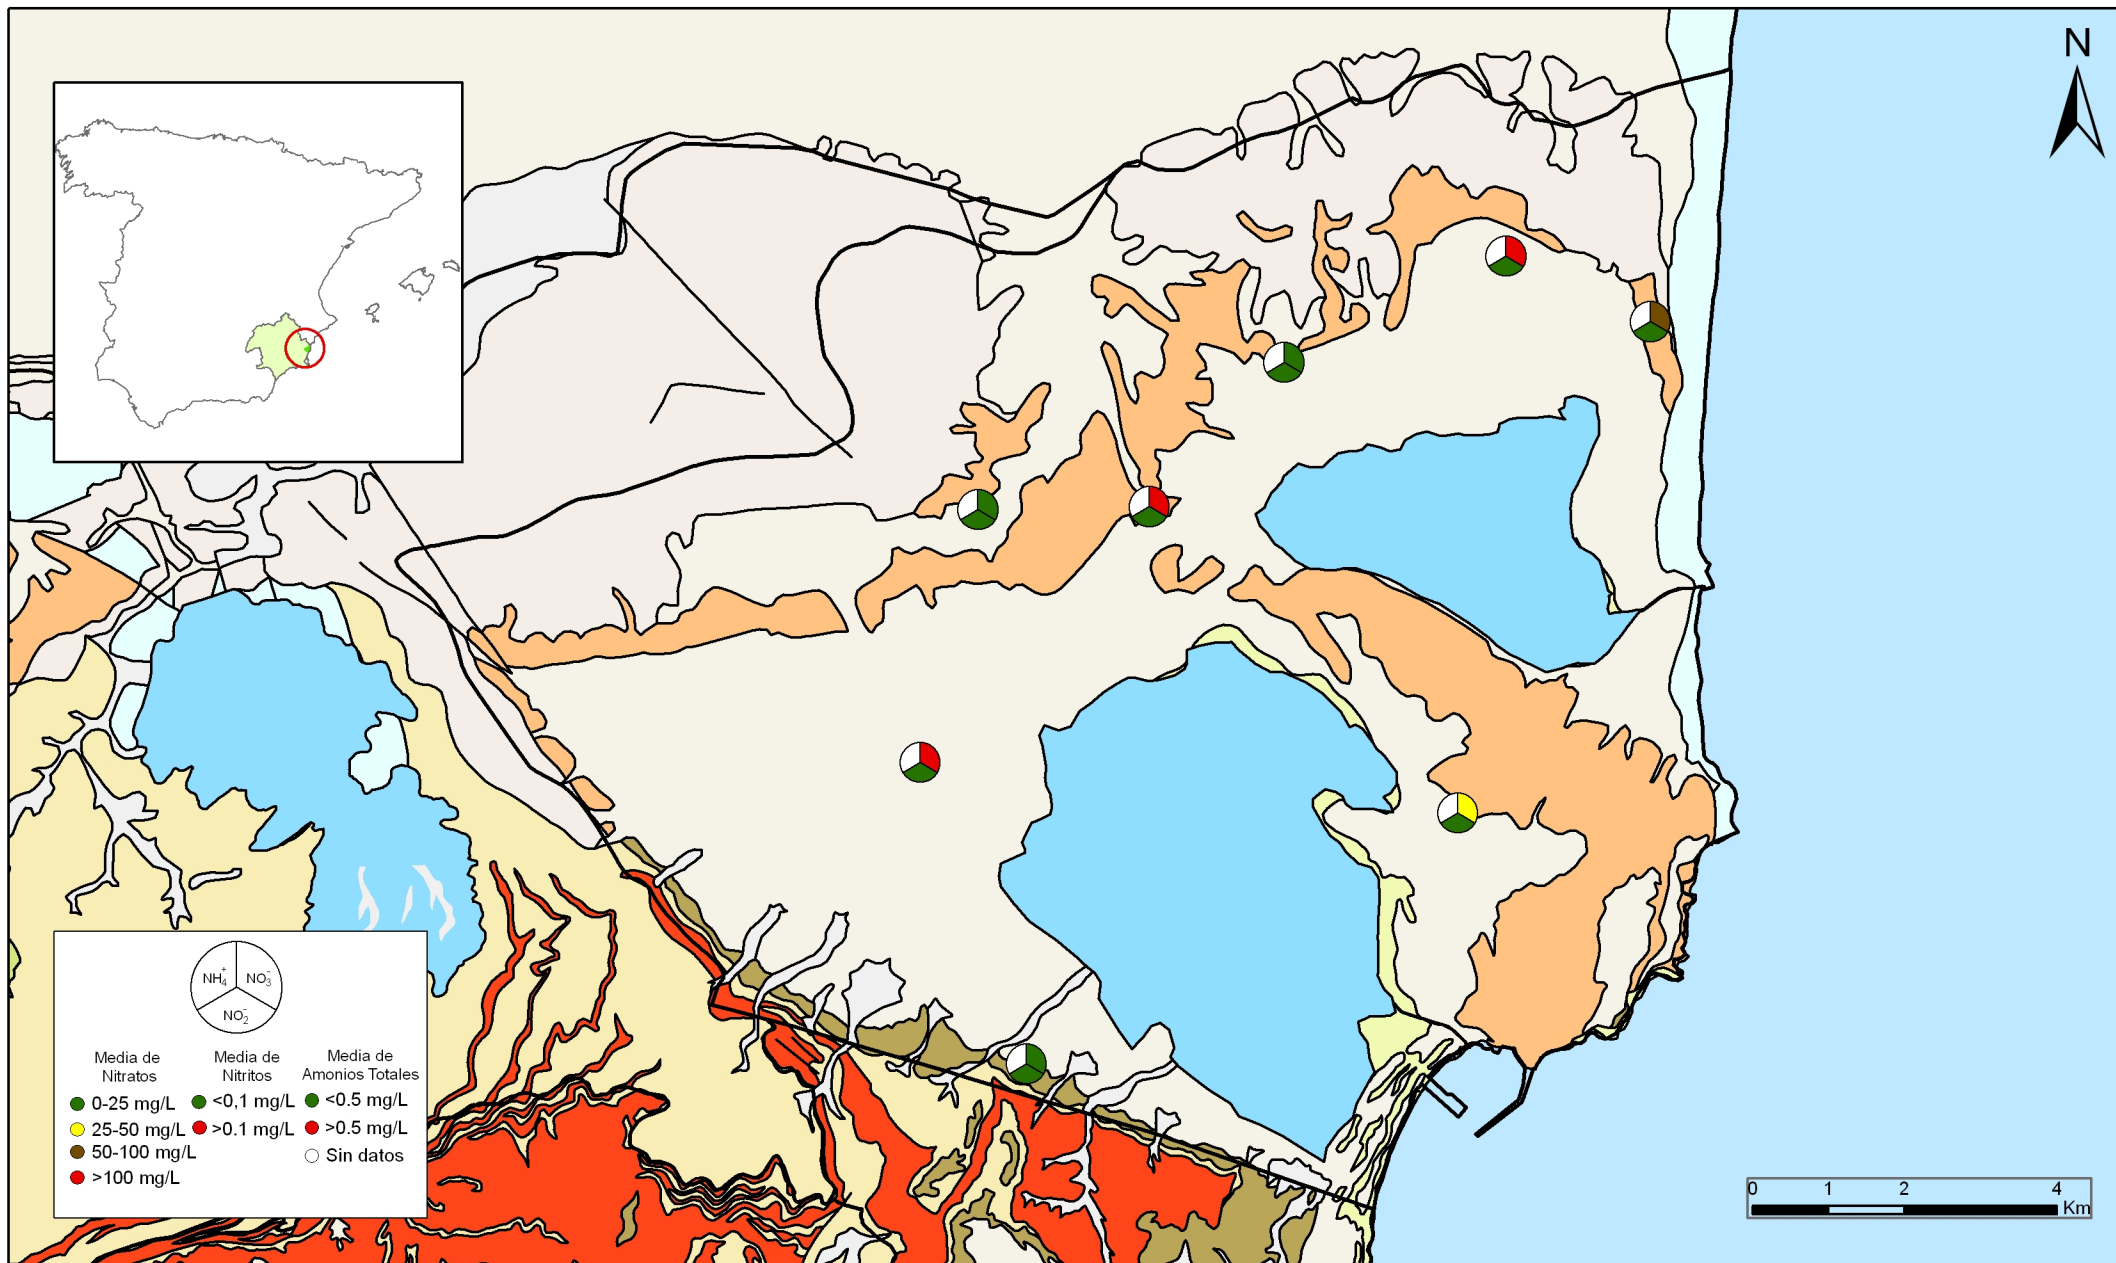 N
NH4+ NO3-
NO2-
Media de Nitratos
0-25 mg/L
25-50 mg/L
50-100 mg/L
>100 mg/L
Media de Nitritos
<0,1 mg/L
>0.1 mg/L
Media de Amonios Totales
<0.5 mg/L
>0.5 mg/L
Sin datos
0 1 2 4
Km